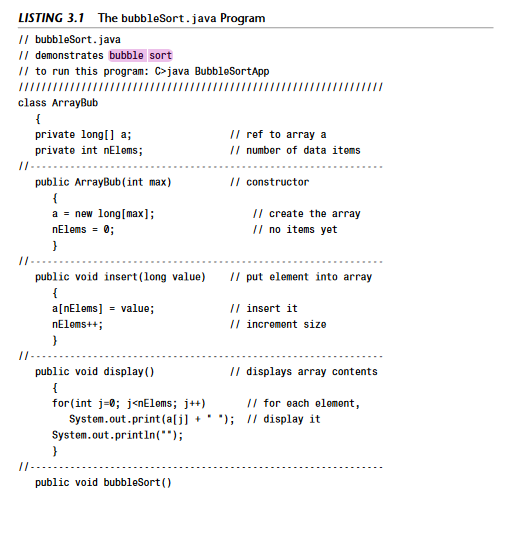 LISTING 3.1 The bubbleSort.java Program
// bubbleSort.java
// demonstrates bubble sort
// to run this program: C>java BubbleSortApp
////////////////////////////////////////////////////////////////
class ArrayBub
{
private long[] a; // ref to array a
private int nElems; // number of data items
//--------------------------------------------------------------
public ArrayBub(int max) // constructor
{
a = new long[max]; // create the array
nElems = 0; // no items yet
}
//--------------------------------------------------------------
public void insert(long value) // put element into array
{
a[nElems] = value; // insert it
nElems++; // increment size
}
//--------------------------------------------------------------
public void display() // displays array contents
{
for(int j=0; j<nElems; j++) // for each element,
System.out.print(a[j] + " "); // display it
System.out.println("");
}
//--------------------------------------------------------------
public void bubbleSort()